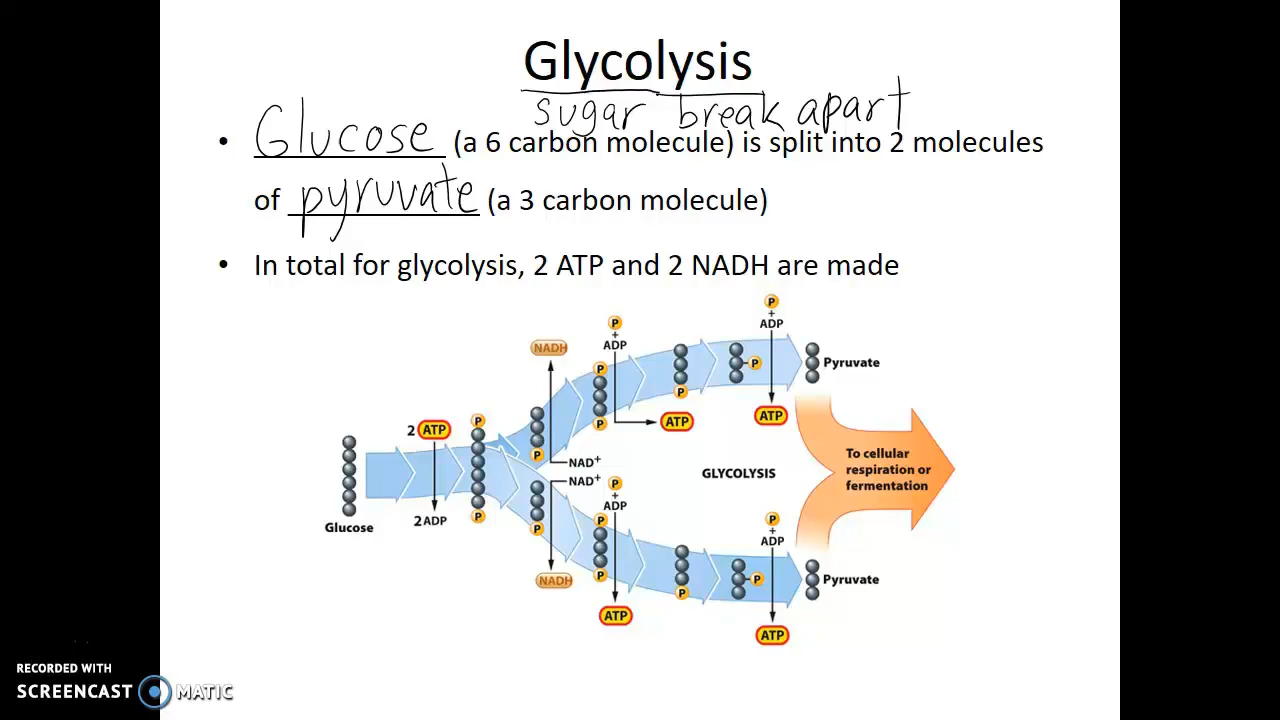 Glycolysis
sugar break apart
• Glucose (a 6 carbon molecule) is split into 2 molecules
of pyruvate (a 3 carbon molecule)
• In total for glycolysis, 2 ATP and 2 NADH are made
P
+
ADP
P
+
ADP
NADH
P
P
Pyruvate
P
P
ATP
ATP
2 ATP
P
P
NAD+
To cellular
respiration or
fermentation
GLYCOLYSIS
NAD+
P
+
ADP
Glucose
2 ADP
P
P
P
P
+
ADP
NADH
P
P
P
Pyruvate
ATP
ATP
RECORDED WITH
SCREENCAST MATIC